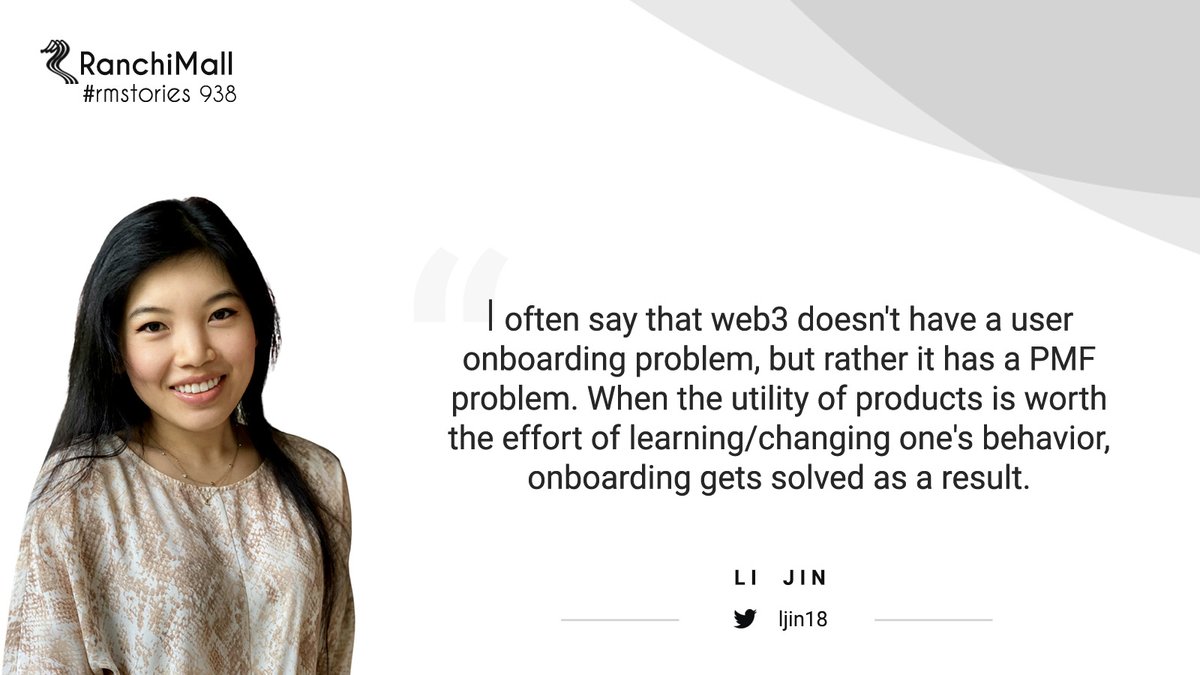 RanchiMall
#rmstories 938
“
I often say that web3 doesn't have a user
onboarding problem, but rather it has a PMF
problem. When the utility of products is worth
the effort of learning/changing one's behavior,
onboarding gets solved as a result.
LI JIN
ljin18